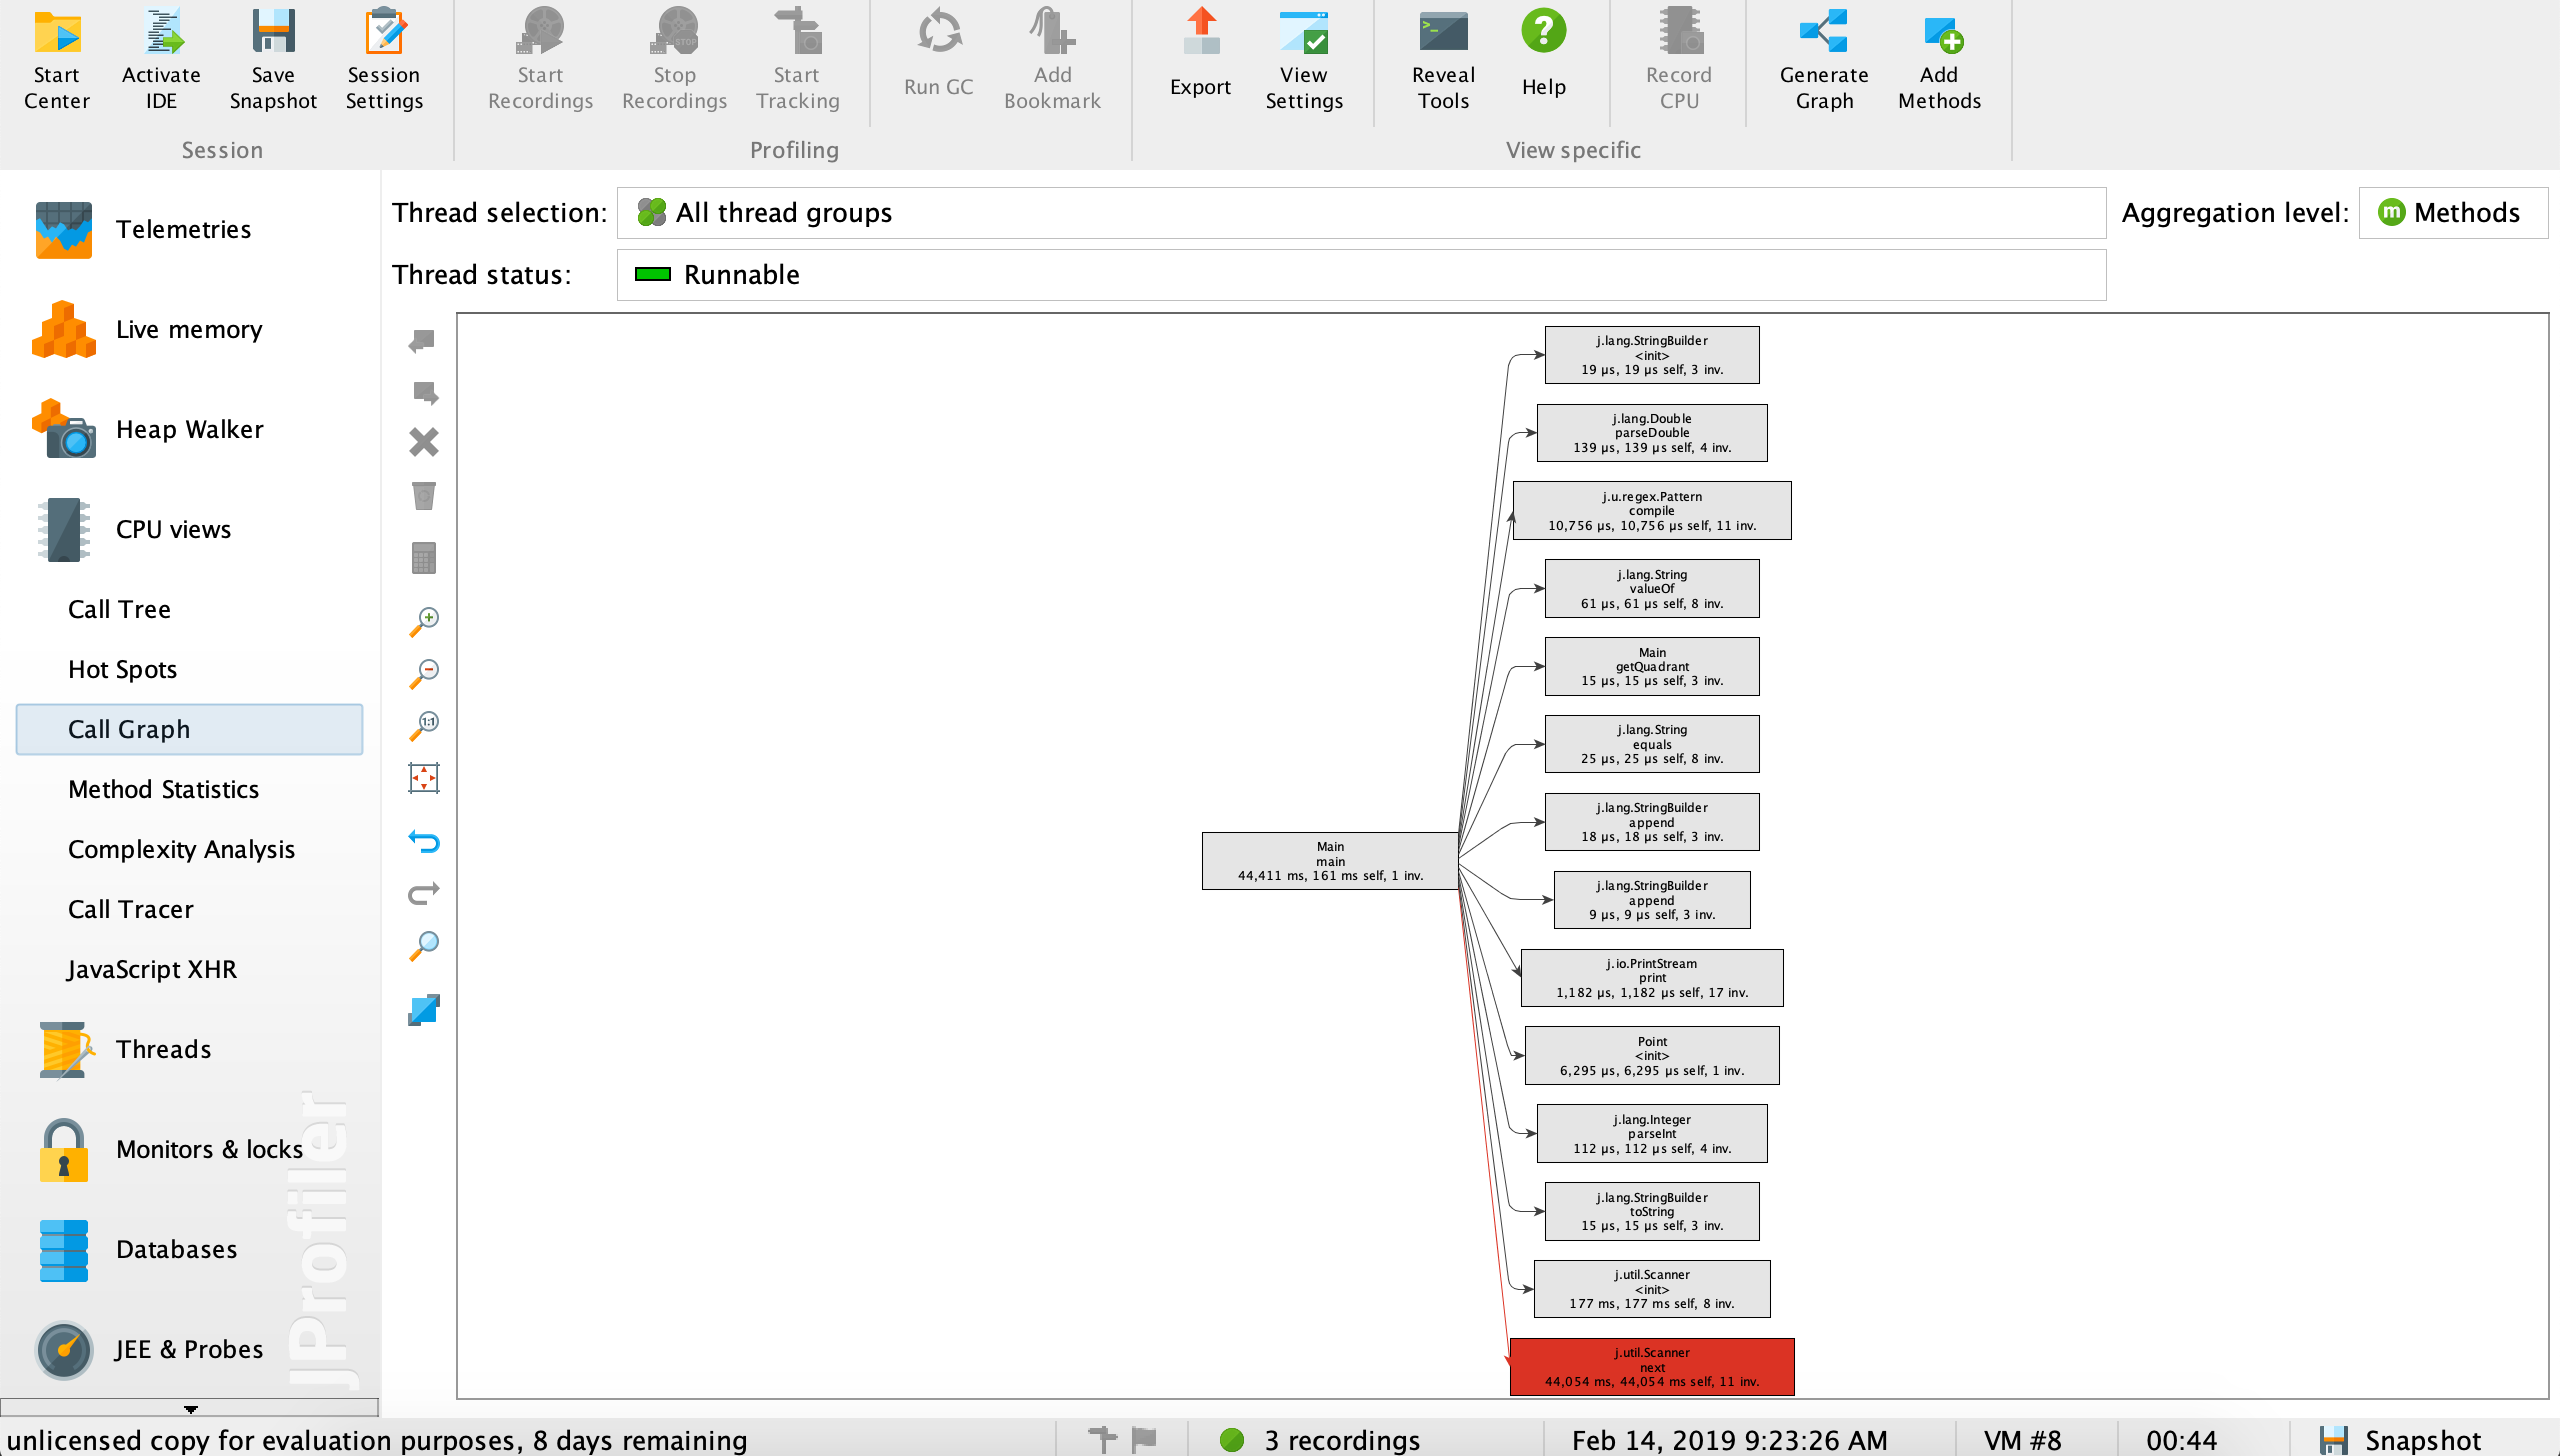 Start Center
Activate IDE
Save Snapshot
Session Settings
Start Recordings
Stop Recordings
Start Tracking
Run GC
Add Bookmark
Export
View Settings
Reveal Tools
Help
Record CPU
Generate Graph
Add Methods
Session
Profiling
View specific
Telemetries
Live memory
Heap Walker
CPU views
Call Tree
Hot Spots
Call Graph
Method Statistics
Complexity Analysis
Call Tracer
JavaScript XHR
Threads
Monitors & locks
Databases
JEE & Probes
JProfiler
Thread selection: All thread groups
Aggregation level: m Methods
Thread status: Runnable
1:1
Main
main
44,411 ms, 161 ms self, 1 inv.
j.lang.StringBuilder
<init>
19 µs, 19 µs self, 3 inv.
j.lang.Double
parseDouble
139 µs, 139 µs self, 4 inv.
j.u.regex.Pattern
compile
10,756 µs, 10,756 µs self, 11 inv.
j.lang.String
valueOf
61 µs, 61 µs self, 8 inv.
Main
getQuadrant
15 µs, 15 µs self, 3 inv.
j.lang.String
equals
25 µs, 25 µs self, 8 inv.
j.lang.StringBuilder
append
18 µs, 18 µs self, 3 inv.
j.lang.StringBuilder
append
9 µs, 9 µs self, 3 inv.
j.io.PrintStream
print
1,182 µs, 1,182 µs self, 17 inv.
Point
<init>
6,295 µs, 6,295 µs self, 1 inv.
j.lang.Integer
parseInt
112 µs, 112 µs self, 4 inv.
j.lang.StringBuilder
toString
15 µs, 15 µs self, 3 inv.
j.util.Scanner
<init>
177 ms, 177 ms self, 8 inv.
j.util.Scanner
next
44,054 ms, 44,054 ms self, 11 inv.
unlicensed copy for evaluation purposes, 8 days remaining
3 recordings
Feb 14, 2019 9:23:26 AM
VM #8
00:44
Snapshot